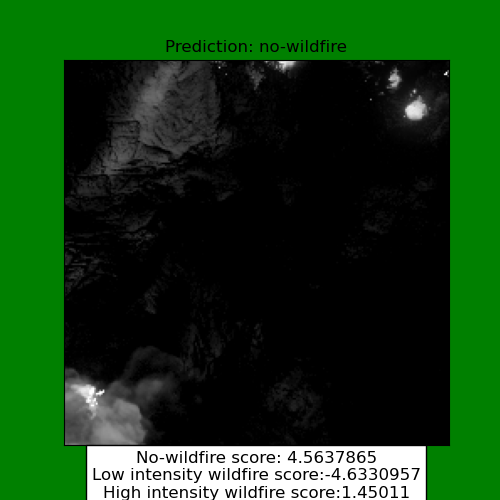 Prediction: no-wildfire
No-wildfire score: 4.5637865
Low intensity wildfire score:-4.6330957
High intensity wildfire score:1.45011